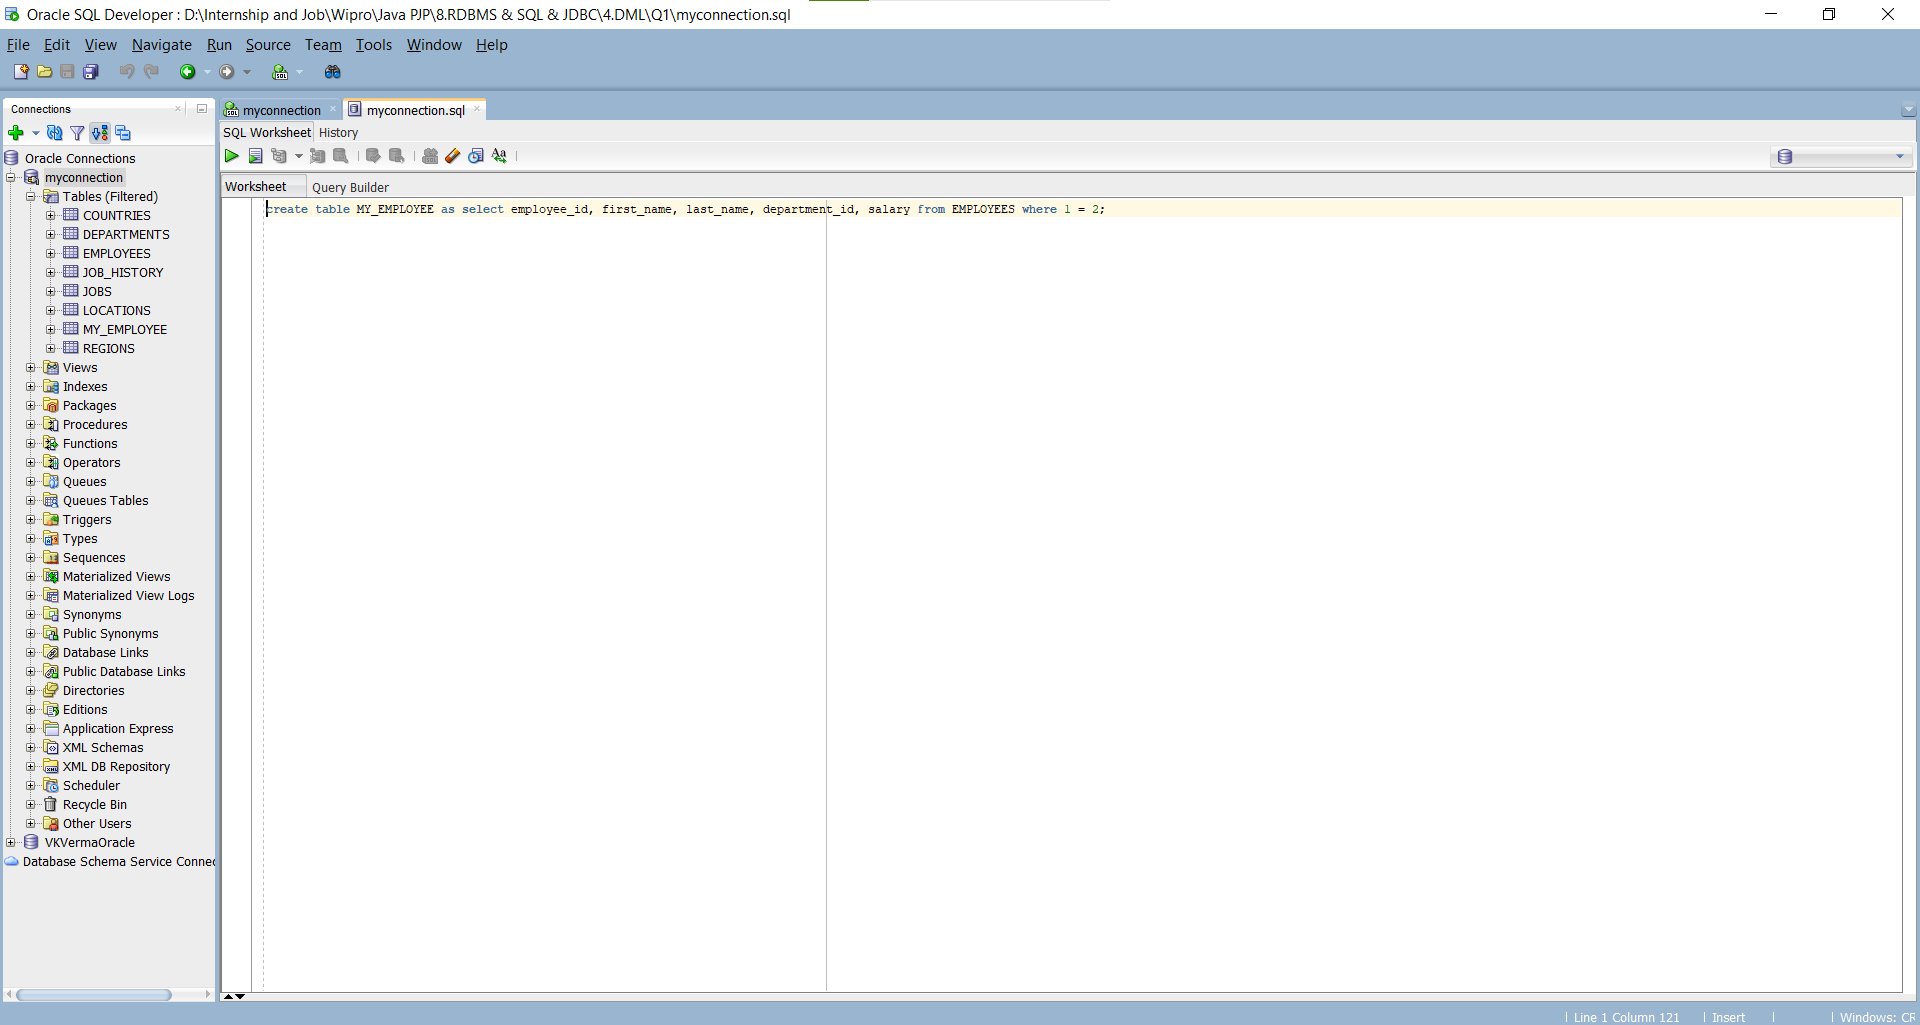 Oracle SQL Developer : D:\Internship and Job\Wipro\Java PJP\8.RDBMS & SQL & JDBC\4.DML\Q1\myconnection.sql
File Edit View Navigate Run Source Team Tools Window Help
Connections
Oracle Connections
myconnection
Tables (Filtered)
COUNTRIES
DEPARTMENTS
EMPLOYEES
JOB_HISTORY
JOBS
LOCATIONS
MY_EMPLOYEE
REGIONS
Views
Indexes
Packages
Procedures
Functions
Operators
Queues
Queues Tables
Triggers
Types
Sequences
Materialized Views
Materialized View Logs
Synonyms
Public Synonyms
Database Links
Public Database Links
Directories
Editions
Application Express
XML Schemas
XML DB Repository
Scheduler
Recycle Bin
Other Users
VKVermaOracle
Database Schema Service Connec
myconnection myconnection.sql
SQL Worksheet History
Worksheet Query Builder
create table MY_EMPLOYEE as select employee_id, first_name, last_name, department_id, salary from EMPLOYEES where 1 = 2;
Line 1 Column 121 Insert Windows: CR